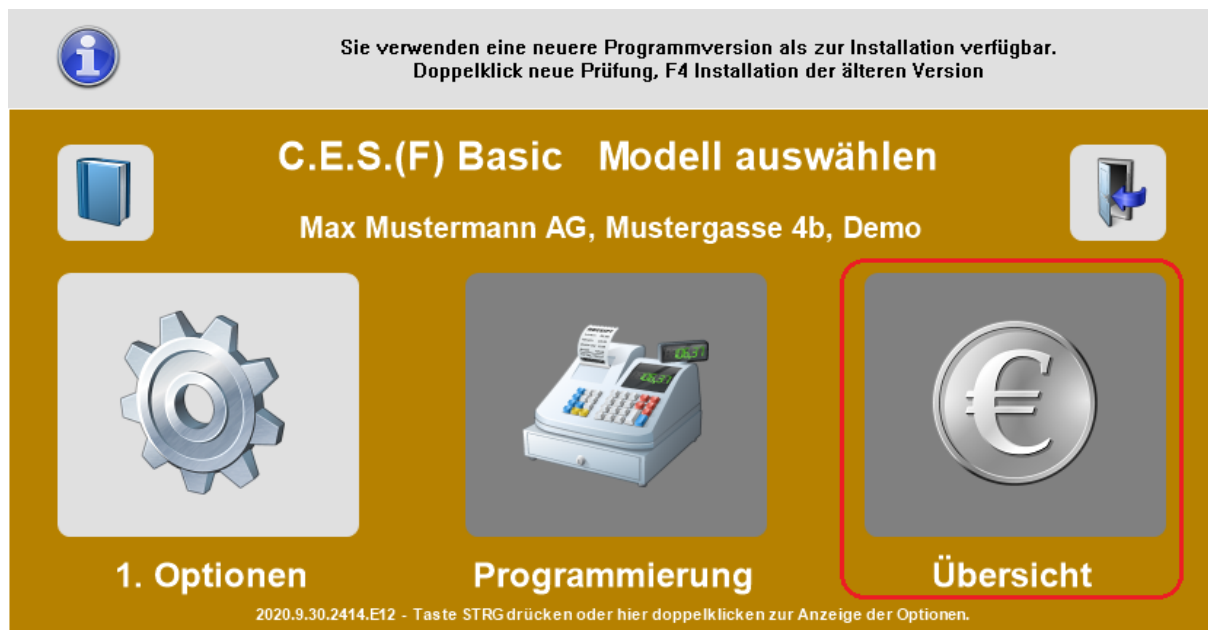 Sie verwenden eine neuere Programmversion als zur Installation verfügbar.
Doppelklick neue Prüfung, F4 Installation der älteren Version
C.E.S.(F) Basic Modell auswählen
Max Mustermann AG, Mustergasse 4b, Demo
RECEIPT
1. Optionen
Programmierung
Übersicht
2020.9.30.2414.E12 - Taste STRG drücken oder hier doppelklicken zur Anzeige der Optionen.